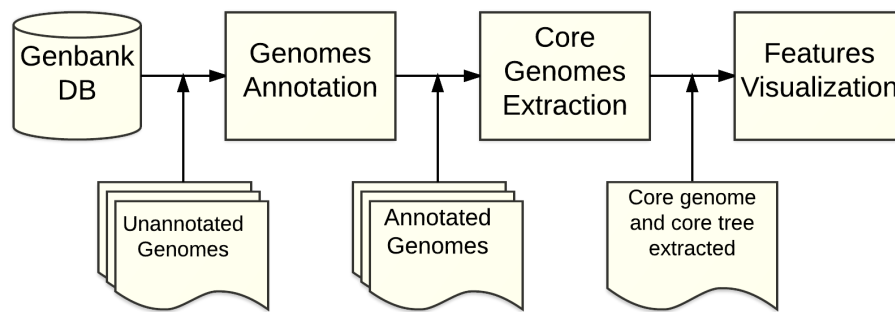 Genbank
DB
Genomes
Annotation
Core
Genomes
Extraction
Features
Visualization
Unannotated
Genomes
Annotated
Genomes
Core genome
and core tree
extracted